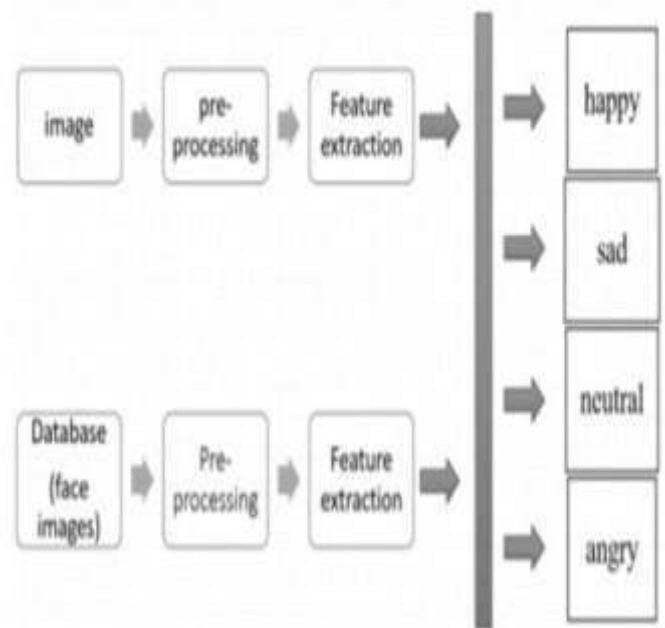 image
pre-
processing
Feature
extraction
happy
sad
neutral
Database
(face
images)
Pre-
processing
Feature
extraction
angry